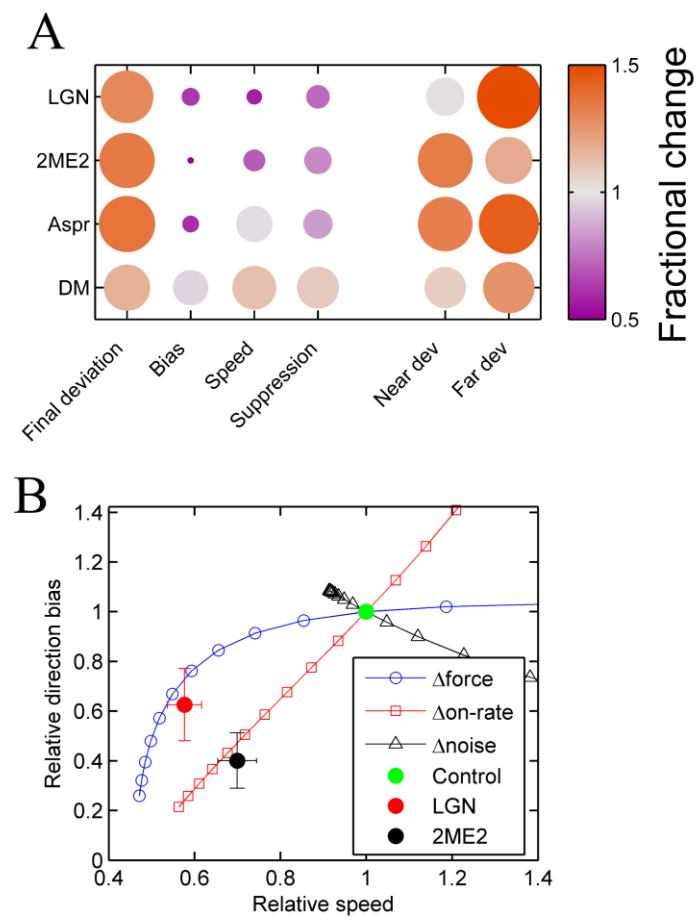 A
LGN
2ME2
Aspr
DM
Final deviation
Bias
Speed
Suppression
Near dev
Far dev
1.5
1
0.5
Fractional change
B
1.4
1.2
1
0.8
0.6
0.4
0.2
0
Relative direction bias
0.4
0.6
0.8
1
1.2
1.4
Relative speed
Δforce
Δon-rate
Δnoise
Control
LGN
2ME2